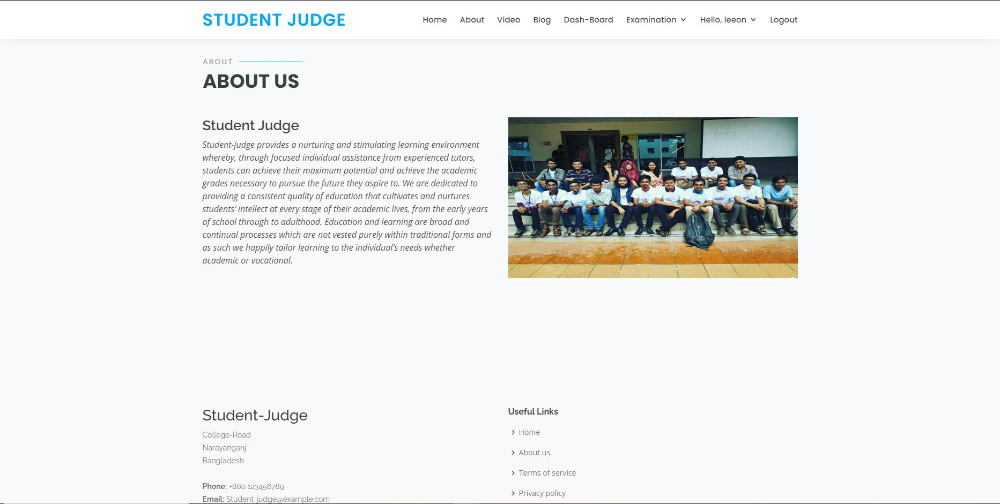 STUDENT JUDGE
Home About Video Blog Dash-Board Examination Hello, leeon Logout
ABOUT
ABOUT US
Student Judge
Student-judge provides a nurturing and stimulating learning environment
whereby, through focused individual assistance from experienced tutors,
students can achieve their maximum potential and achieve the academic
grades necessary to pursue the future they aspire to. We are dedicated to
providing a consistent quality of education that cultivates and nurtures
students’ intellect at every stage of their academic lives, from the early years
of school through to adulthood. Education and learning are broad and
continual processes which are not vested purely within traditional forms and
as such we happily tailor learning to the individual’s needs whether
academic or vocational.
Student-Judge
College-Road
Narayanganj
Bangladesh
Phone: +880 123456789
Email: Student-judge@example.com
Useful Links
Home
About us
Terms of service
Privacy policy